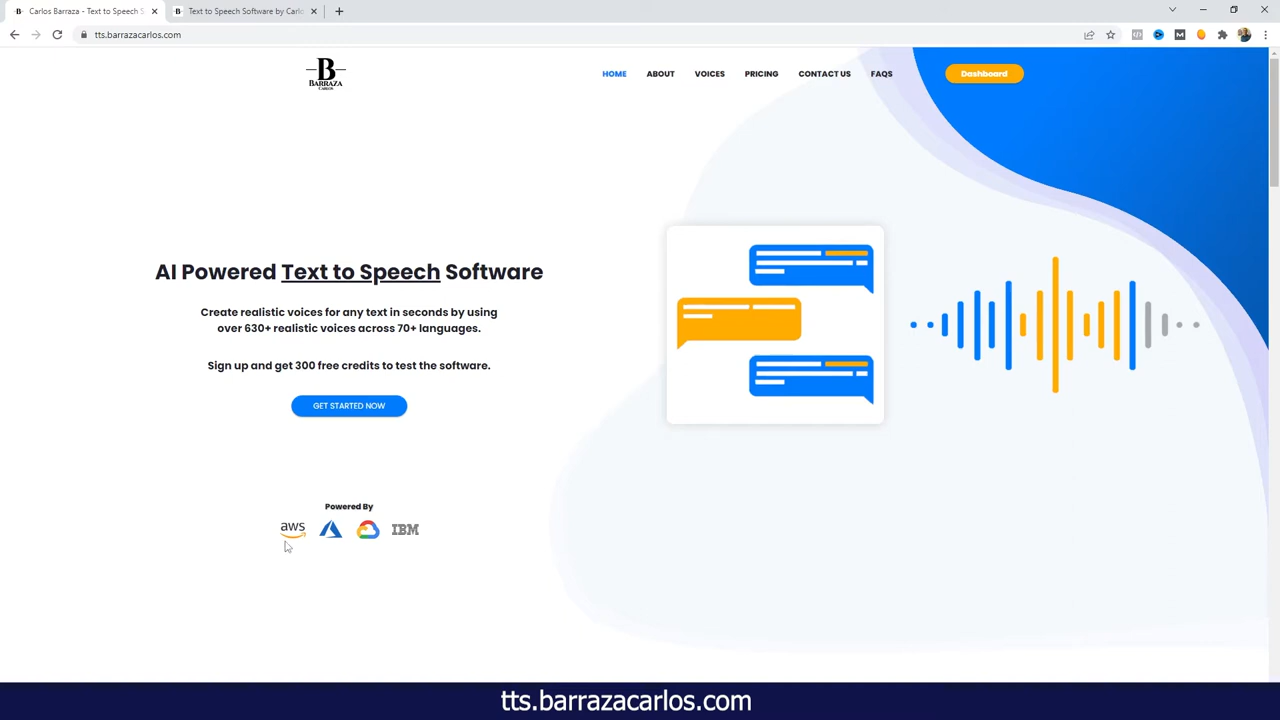 Carlos Barraza - Text to Speech S
Text to Speech Software by Carlo
tts.barrazacarlos.com
B
BARRAZA
CARLOS
HOME ABOUT VOICES PRICING CONTACT US FAQS Dashboard
AI Powered Text to Speech Software
Create realistic voices for any text in seconds by using
over 630+ realistic voices across 70+ languages.
Sign up and get 300 free credits to test the software.
GET STARTED NOW
Powered By
aws IBM
tts.barrazacarlos.com